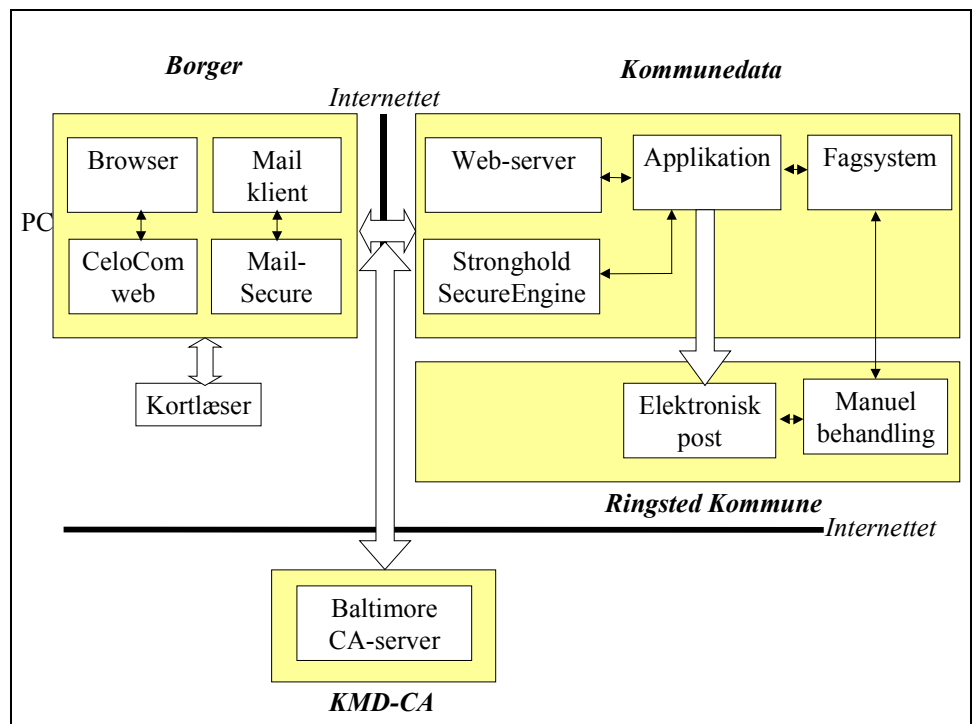 Borger
Kommunedata
Internettet
Browser
Mail
klient
Web-server
Applikation
Fagsystem
PC
CeloCom
web
Mail-
Secure
Stronghold
SecureEngine
Kortlæser
Elektronisk
post
Manuel
behandling
Ringsted Kommune
Internettet
Baltimore
CA-server
KMD-CA